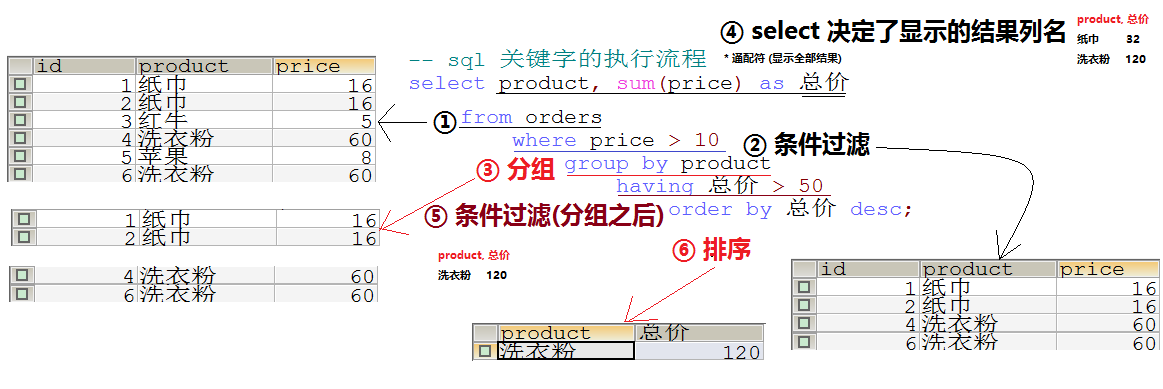 ④ select 决定了显示的结果列名
* 逼配符 (显示全部结果)
product, 总价
纸巾 32
洗衣粉 120
id product price
1 纸巾 16
2 纸巾 16
3 红牛 5
4 洗衣粉 60
5 苹果 8
6 洗衣粉 60
-- sql 关键字的执行流程
select product, sum(price) as 总价
① from orders
where price > 10
② 条件过滤
group by product
③ 分组
having 总价 > 50
⑤ 条件过滤(分组之后)
order by 总价 desc;
1 纸巾 16
2 纸巾 16
4 洗衣粉 60
6 洗衣粉 60
product, 总价
洗衣粉 120
⑥ 排序
product 总价
洗衣粉 120
id product price
1 纸巾 16
2 纸巾 16
4 洗衣粉 60
6 洗衣粉 60